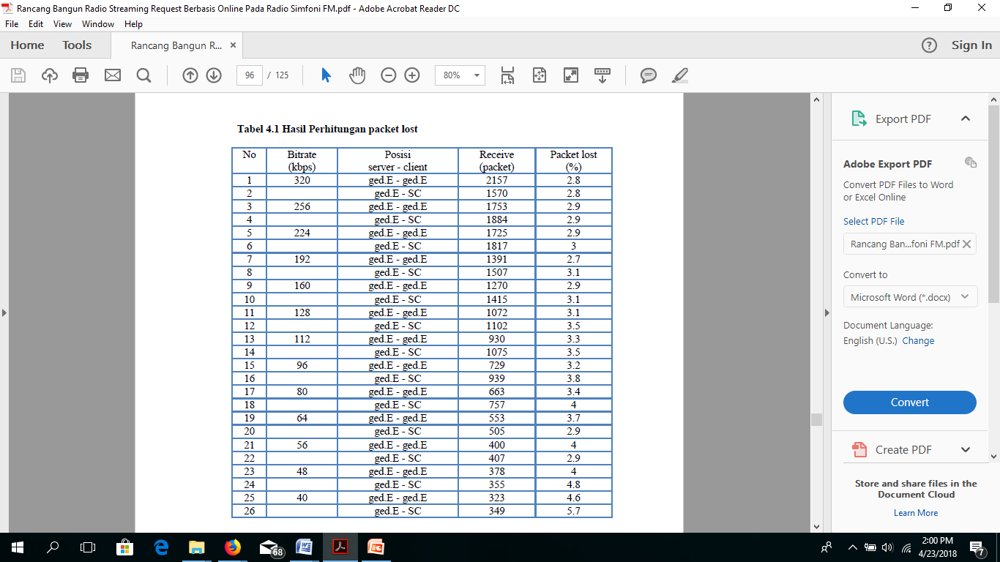 Rancang Bangun Radio Streaming Request Berbasis Online Pada Radio Simfoni FM.pdf - Adobe Acrobat Reader DC
File Edit View Window Help
Home Tools Rancang Bangun R... × ? Sign In
96 / 125 80%
Tabel 4.1 Hasil Perhitungan packet lost
No Bitrate (kbps) Posisi server - client Receive (packet) Packet lost (%)
1 320 ged.E - ged.E 2157 2.8
2 ged.E - SC 1570 2.8
3 256 ged.E - ged.E 1753 2.9
4 ged.E - SC 1884 2.9
5 224 ged.E - ged.E 1725 2.9
6 ged.E - SC 1817 3
7 192 ged.E - ged.E 1391 2.7
8 ged.E - SC 1507 3.1
9 160 ged.E - ged.E 1270 2.9
10 ged.E - SC 1415 3.1
11 128 ged.E - ged.E 1072 3.1
12 ged.E - SC 1102 3.5
13 112 ged.E - ged.E 930 3.3
14 ged.E - SC 1075 3.5
15 96 ged.E - ged.E 729 3.2
16 ged.E - SC 939 3.8
17 80 ged.E - ged.E 663 3.4
18 ged.E - SC 757 4
19 64 ged.E - ged.E 553 3.7
20 ged.E - SC 505 2.9
21 56 ged.E - ged.E 400 4
22 ged.E - SC 407 2.9
23 48 ged.E - ged.E 378 4
24 ged.E - SC 355 4.8
25 40 ged.E - ged.E 323 4.6
26 ged.E - SC 349 5.7
Export PDF
Adobe Export PDF
Convert PDF Files to Word
or Excel Online
Select PDF File
Rancang Ban...foni FM.pdf
Convert to
Microsoft Word (*.docx)
Document Language:
English (U.S.) Change
Convert
Create PDF
Store and share files in the
Document Cloud
Learn More
68
2:00 PM
4/23/2018
7